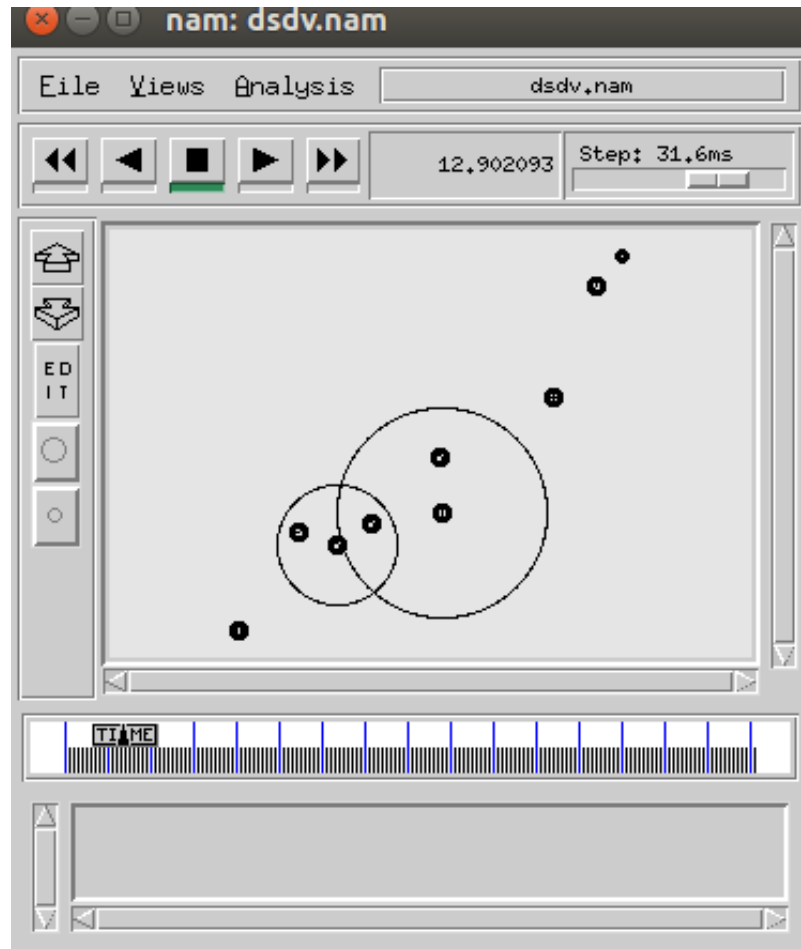 nam: dsdv.nam
File Views Analysis dsdv.nam
12.902093 Step: 31.6ms
ED
IT
TIME